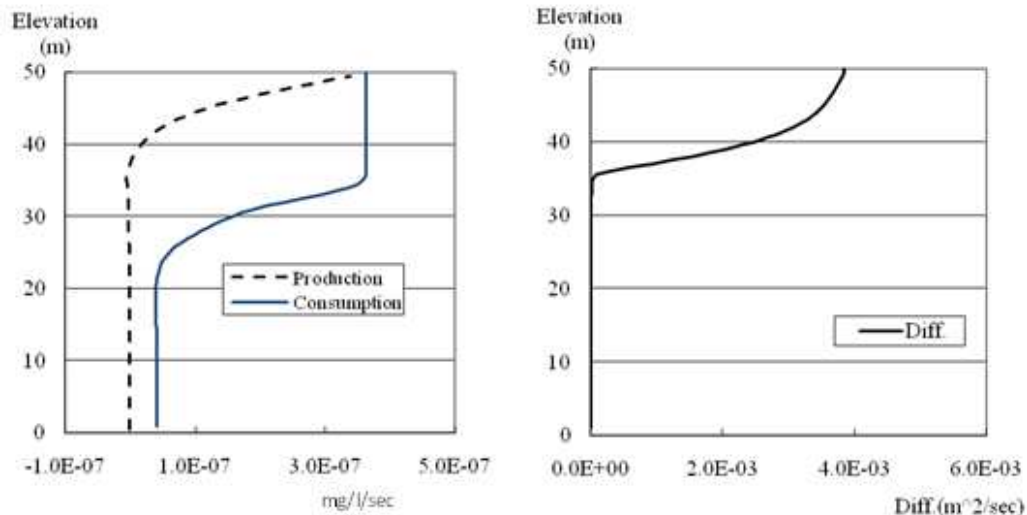 Elevation
(m)
50
40
30
20
10
0
-1.0E-07
1.0E-07
3.0E-07
5.0E-07
mg/l/sec
Production
Consumption
Elevation
(m)
50
40
30
20
10
0
0.0E+00
2.0E-03
4.0E-03
6.0E-03
Diff.(m^2/sec)
Diff.